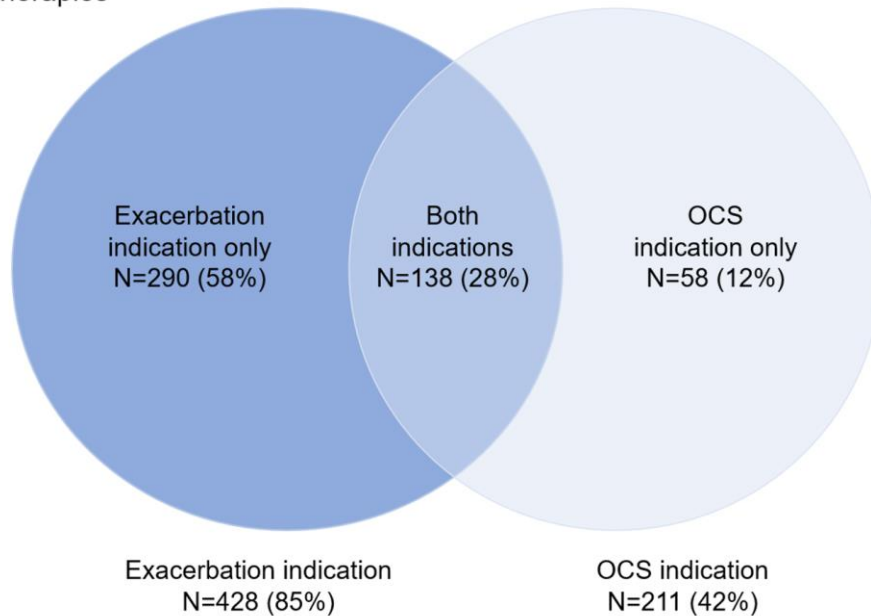 Exacerbation
indication only
N=290 (58%)
Both
indications
N=138 (28%)
OCS
indication only
N=58 (12%)
Exacerbation indication
N=428 (85%)
OCS indication
N=211 (42%)